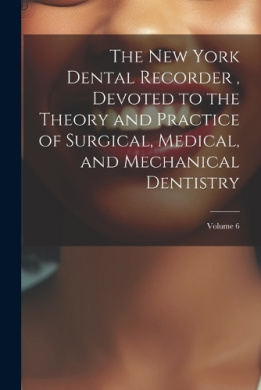 The New York
Dental Recorder , 
Devoted to the
Theory and Practice
of Surgical, Medical,
and Mechanical
Dentistry
Volume 6